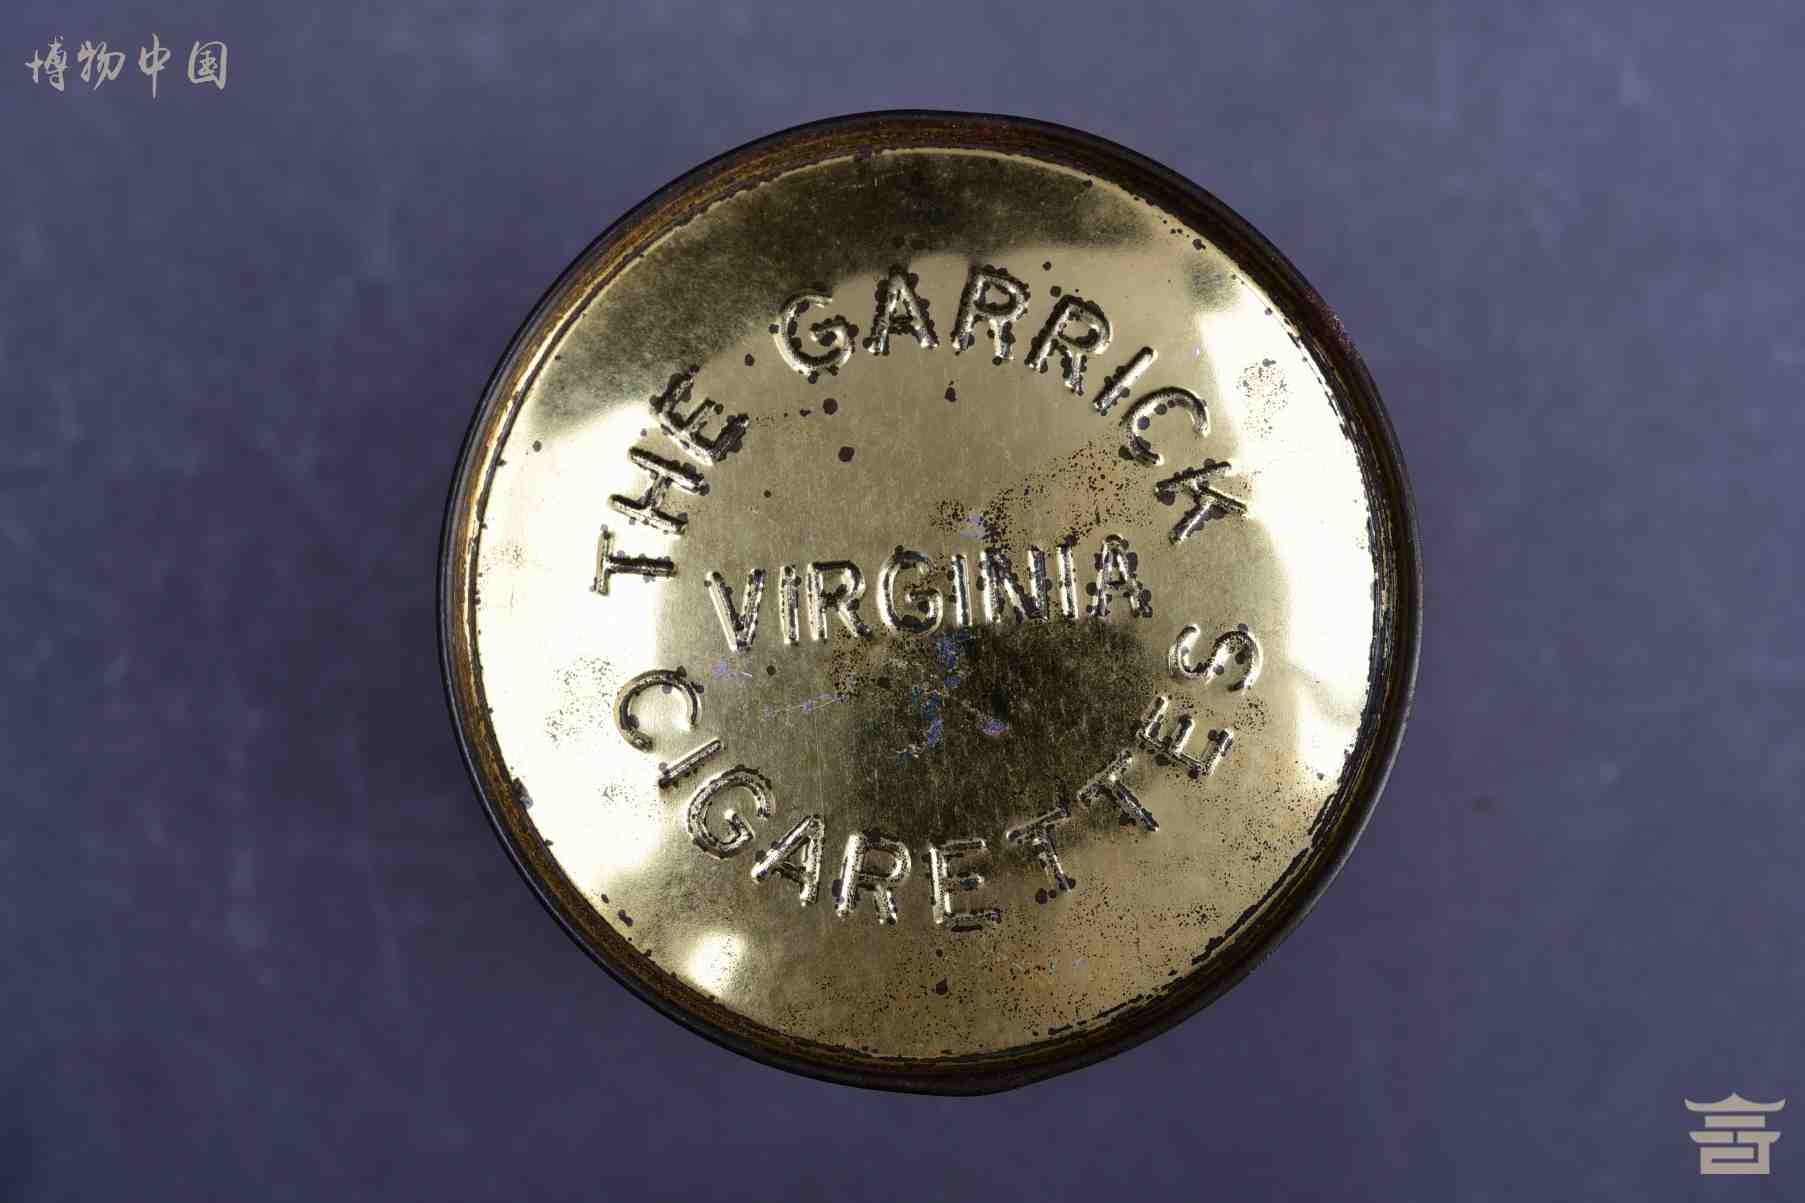 博物中国
THE GARRICK
VIRGINIA
CIGARETTES